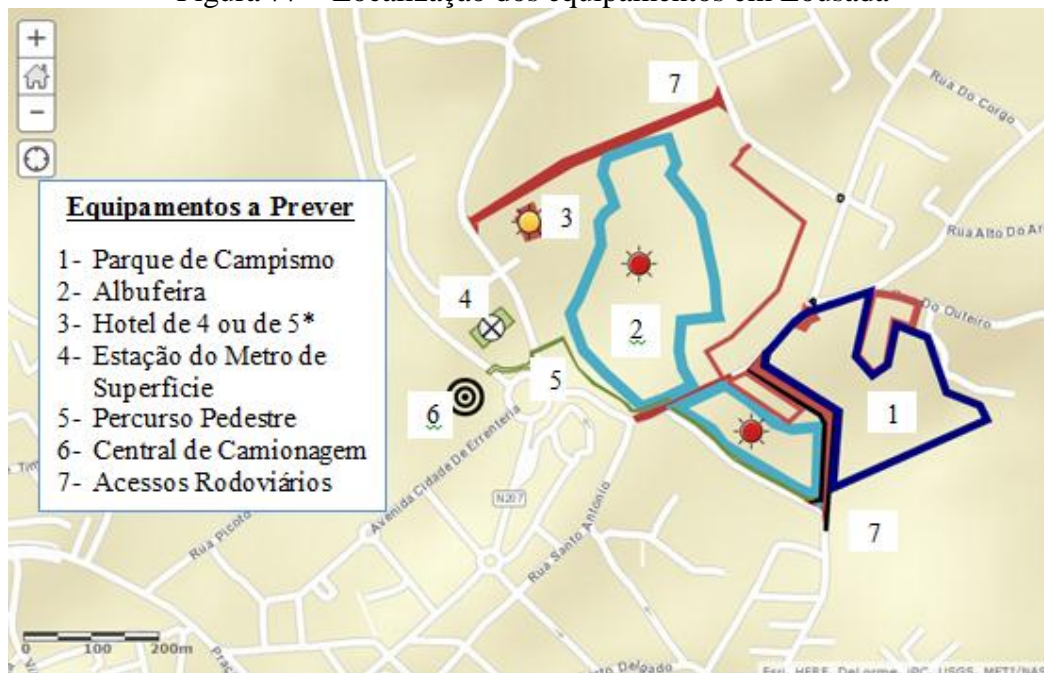 Figura 77 – Localização dos equipamentos em Lousada
+
−
Equipamentos a Prever
1- Parque de Campismo
2- Albufeira
3- Hotel de 4 ou de 5*
4- Estação do Metro de
Superfície
5- Percurso Pedestre
6- Central de Camionagem
7- Acessos Rodoviários
7
3
4
2
5
6
1
7
Rua Do Corgo
Rua Alto Do
Do Outeiro
Avenida Cidade De Errenteria
N207
Rua Picoto
Rua Santo António
Delgado
0 100 200m
Esri, HERE, DeLorme, iPC, USGS, METI/NAS